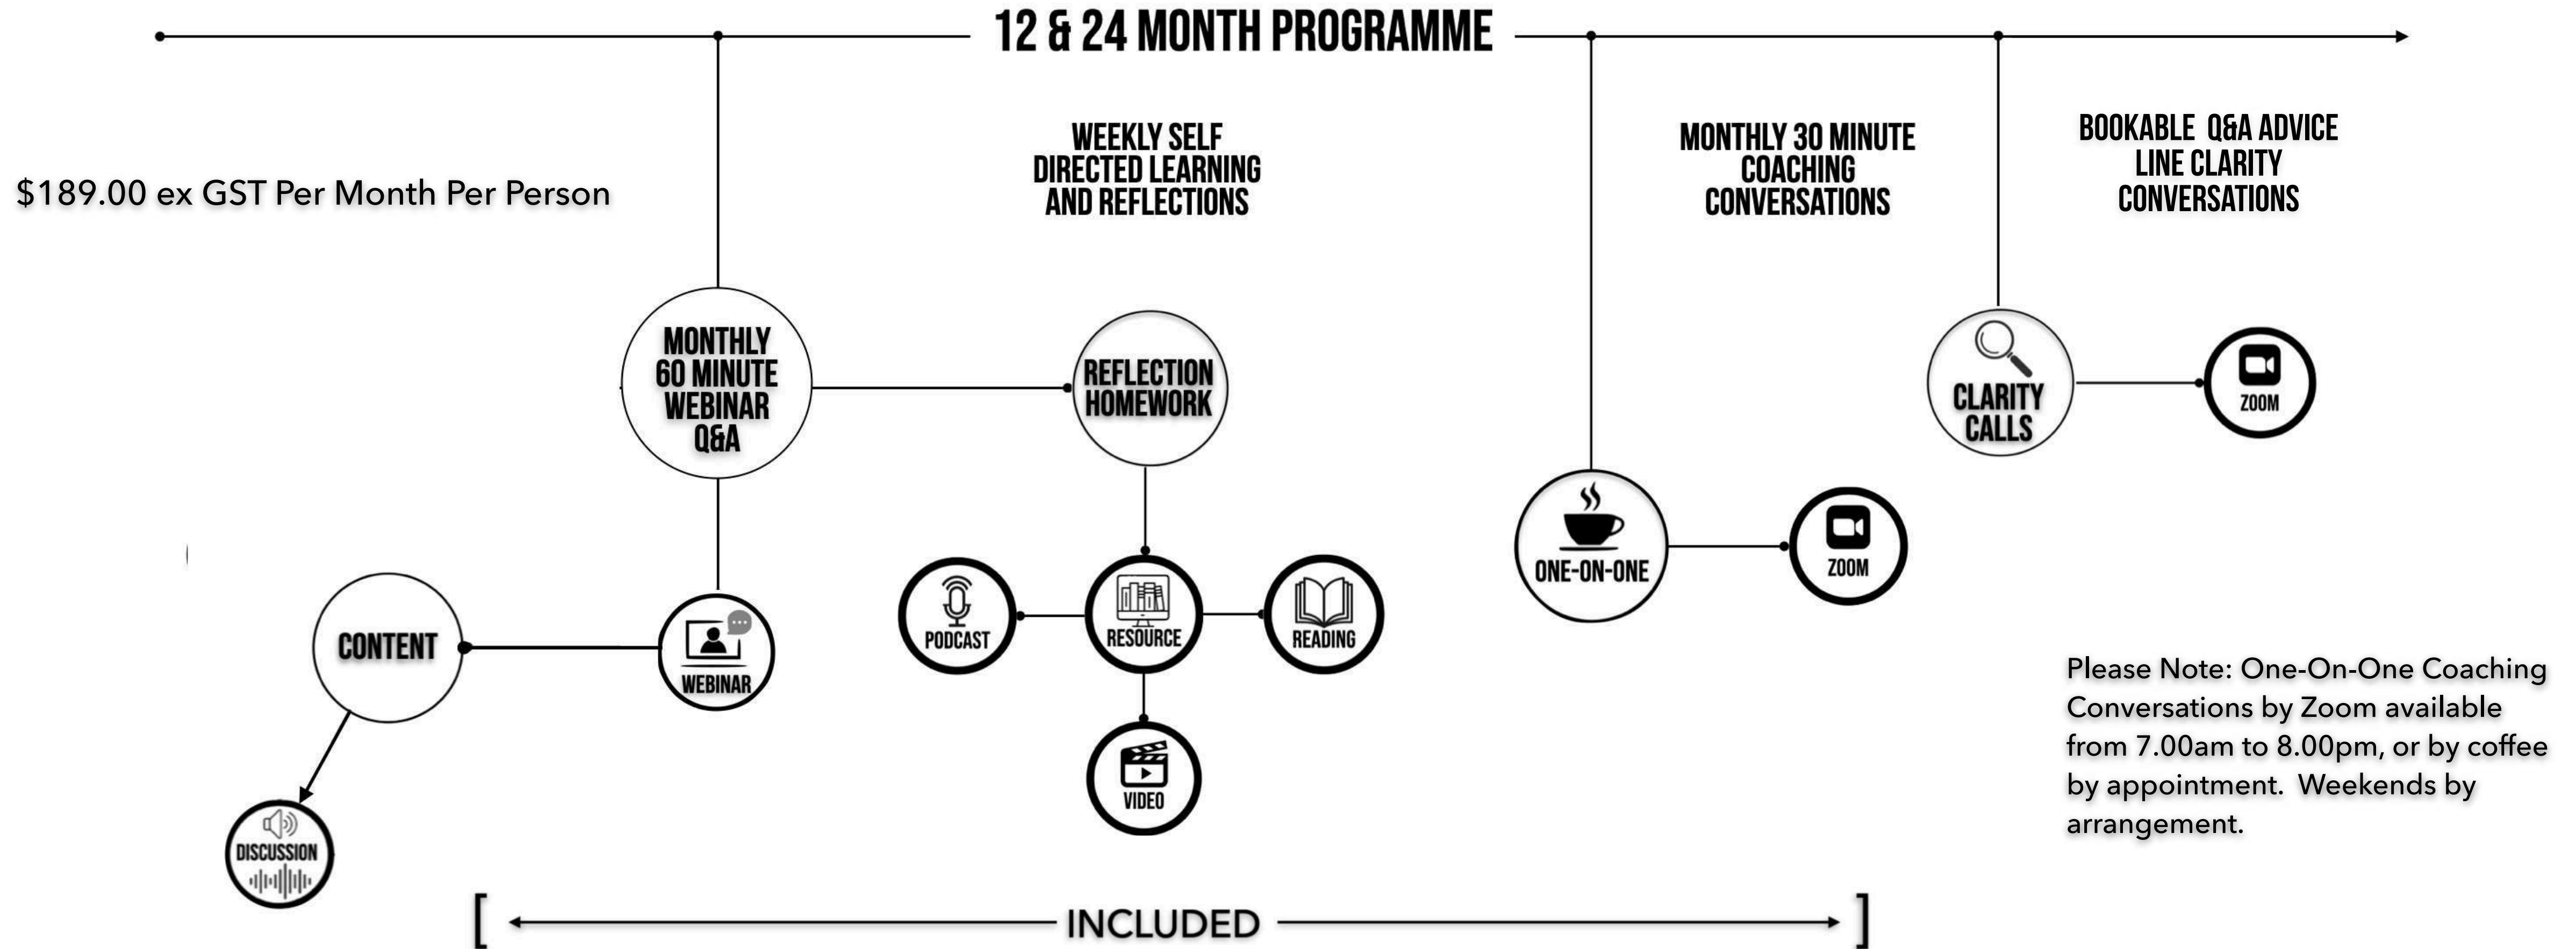 12 & 24 MONTH PROGRAMME
$189.00 ex GST Per Month Per Person
WEEKLY SELF
DIRECTED LEARNING
AND REFLECTIONS
MONTHLY 30 MINUTE
COACHING
CONVERSATIONS
BOOKABLE Q&A ADVICE
LINE CLARITY
CONVERSATIONS
MONTHLY
60 MINUTE
WEBINAR
Q&A
REFLECTION
HOMEWORK
CLARITY
CALLS
ZOOM
ONE-ON-ONE
ZOOM
CONTENT
WEBINAR
PODCAST
RESOURCE
READING
VIDEO
DISCUSSION
Please Note: One-On-One Coaching
Conversations by Zoom available
from 7.00am to 8.00pm, or by coffee
by appointment. Weekends by
arrangement.
[ INCLUDED ]